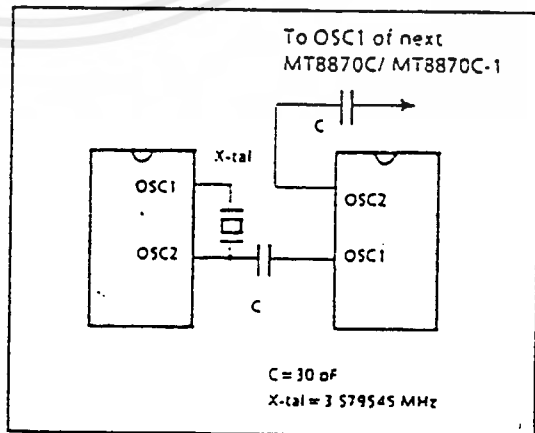 To OSC1 of next
MT8870C/ MT8870C-1
C
X-tal
OSC1
OSC2
OSC2
OSC1
C
C = 30 pF
X-tal = 3.579545 MHz